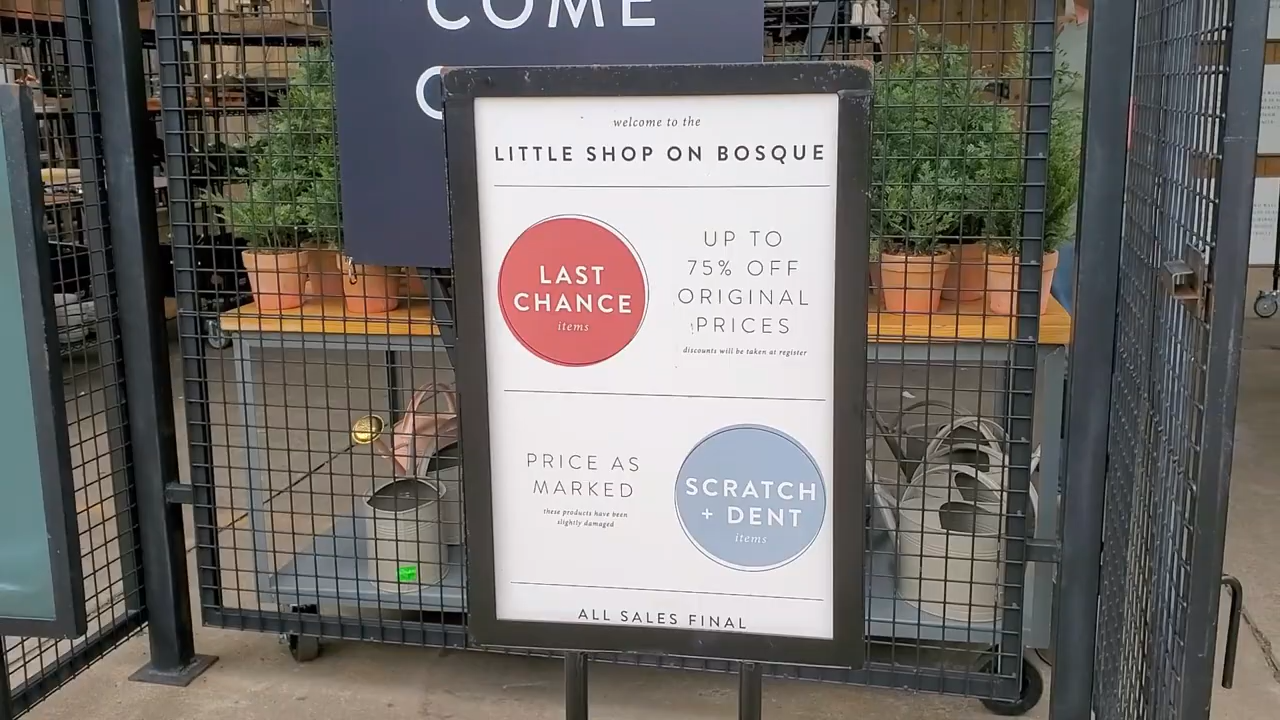 COME
welcome to the
LITTLE SHOP ON BOSQUE
LAST
CHANCE
items
UP TO
75% OFF
ORIGINAL
PRICES
discounts will be taken at register
PRICE AS
MARKED
these products have been
slightly damaged
SCRATCH
+ DENT
items
ALL SALES FINAL